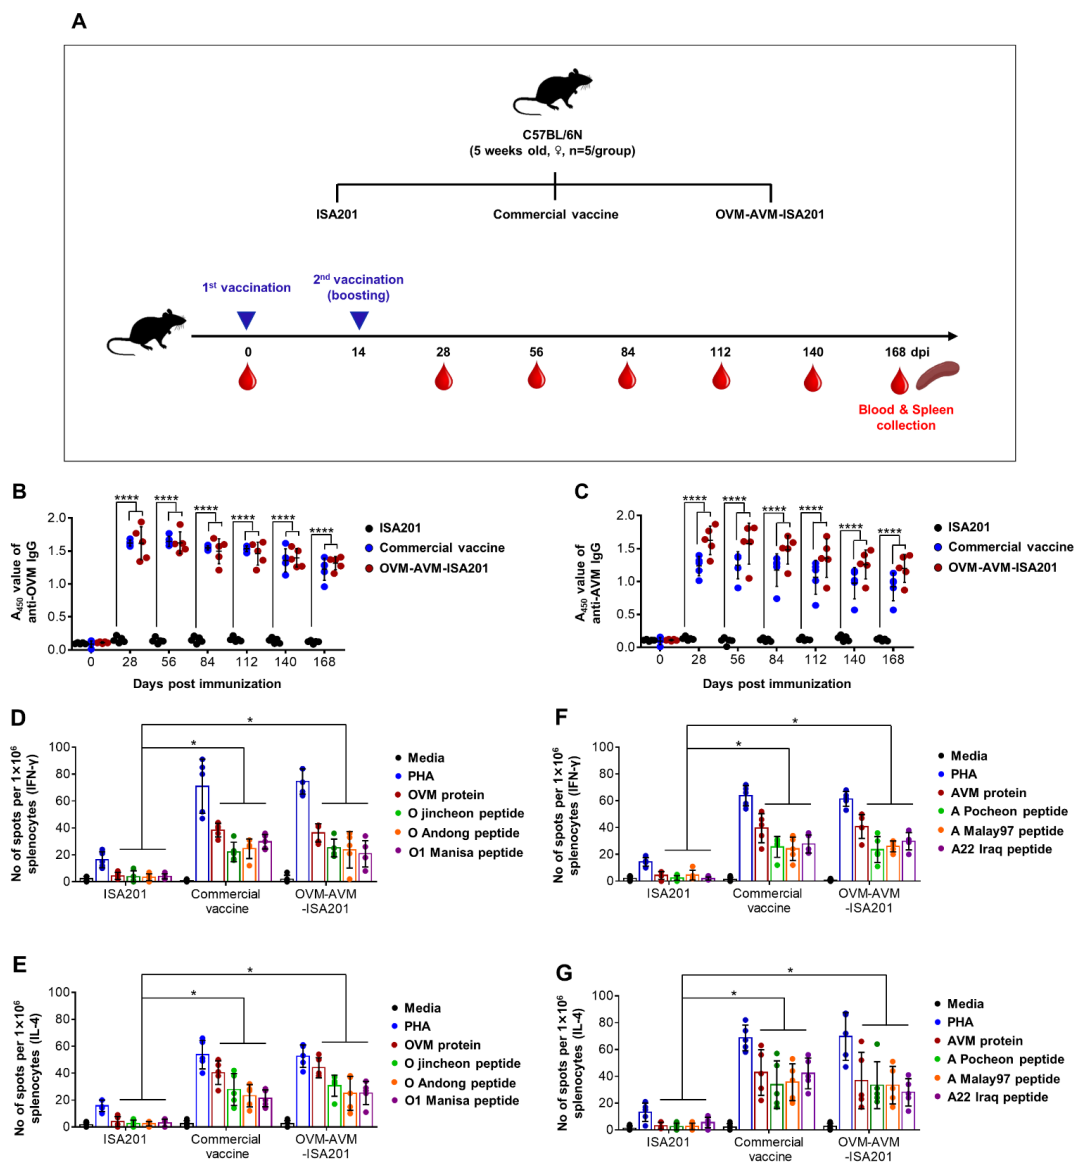 A
C57BL/6N
(5 weeks old, ♀, n=5/group)
ISA201
Commercial vaccine
OVM-AVM-ISA201
1st vaccination
2nd vaccination
(boosting)
0
14
28
56
84
112
140
168 dpi
Blood & Spleen
collection
B
A450 value of
anti-OVM IgG
2.0
1.5
1.0
0.5
0.0
****
****
****
****
****
****
0
28
56
84
112
140
168
Days post immunization
ISA201
Commercial vaccine
OVM-AVM-ISA201
C
A450 value of
anti-AVM IgG
2.0
1.5
1.0
0.5
0.0
****
****
****
****
****
****
0
28
56
84
112
140
168
Days post immunization
ISA201
Commercial vaccine
OVM-AVM-ISA201
D
No of spots per 1×106
splenocytes (IFN-γ)
100
80
60
40
20
0
*
*
ISA201
Commercial
vaccine
OVM-AVM
-ISA201
Media
PHA
OVM protein
O jincheon peptide
O Andong peptide
O1 Manisa peptide
F
No of spots per 1×106
splenocytes (IFN-γ)
100
80
60
40
20
0
*
*
ISA201
Commercial
vaccine
OVM-AVM
-ISA201
Media
PHA
AVM protein
A Pocheon peptide
A Malay97 peptide
A22 Iraq peptide
E
No of spots per 1×106
splenocytes (IL-4)
100
80
60
40
20
0
*
*
ISA201
Commercial
vaccine
OVM-AVM
-ISA201
Media
PHA
OVM protein
O jincheon peptide
O Andong peptide
O1 Manisa peptide
G
No of spots per 1×106
splenocytes (IL-4)
100
80
60
40
20
0
*
*
ISA201
Commercial
vaccine
OVM-AVM
-ISA201
Media
PHA
AVM protein
A Pocheon peptide
A Malay97 peptide
A22 Iraq peptide